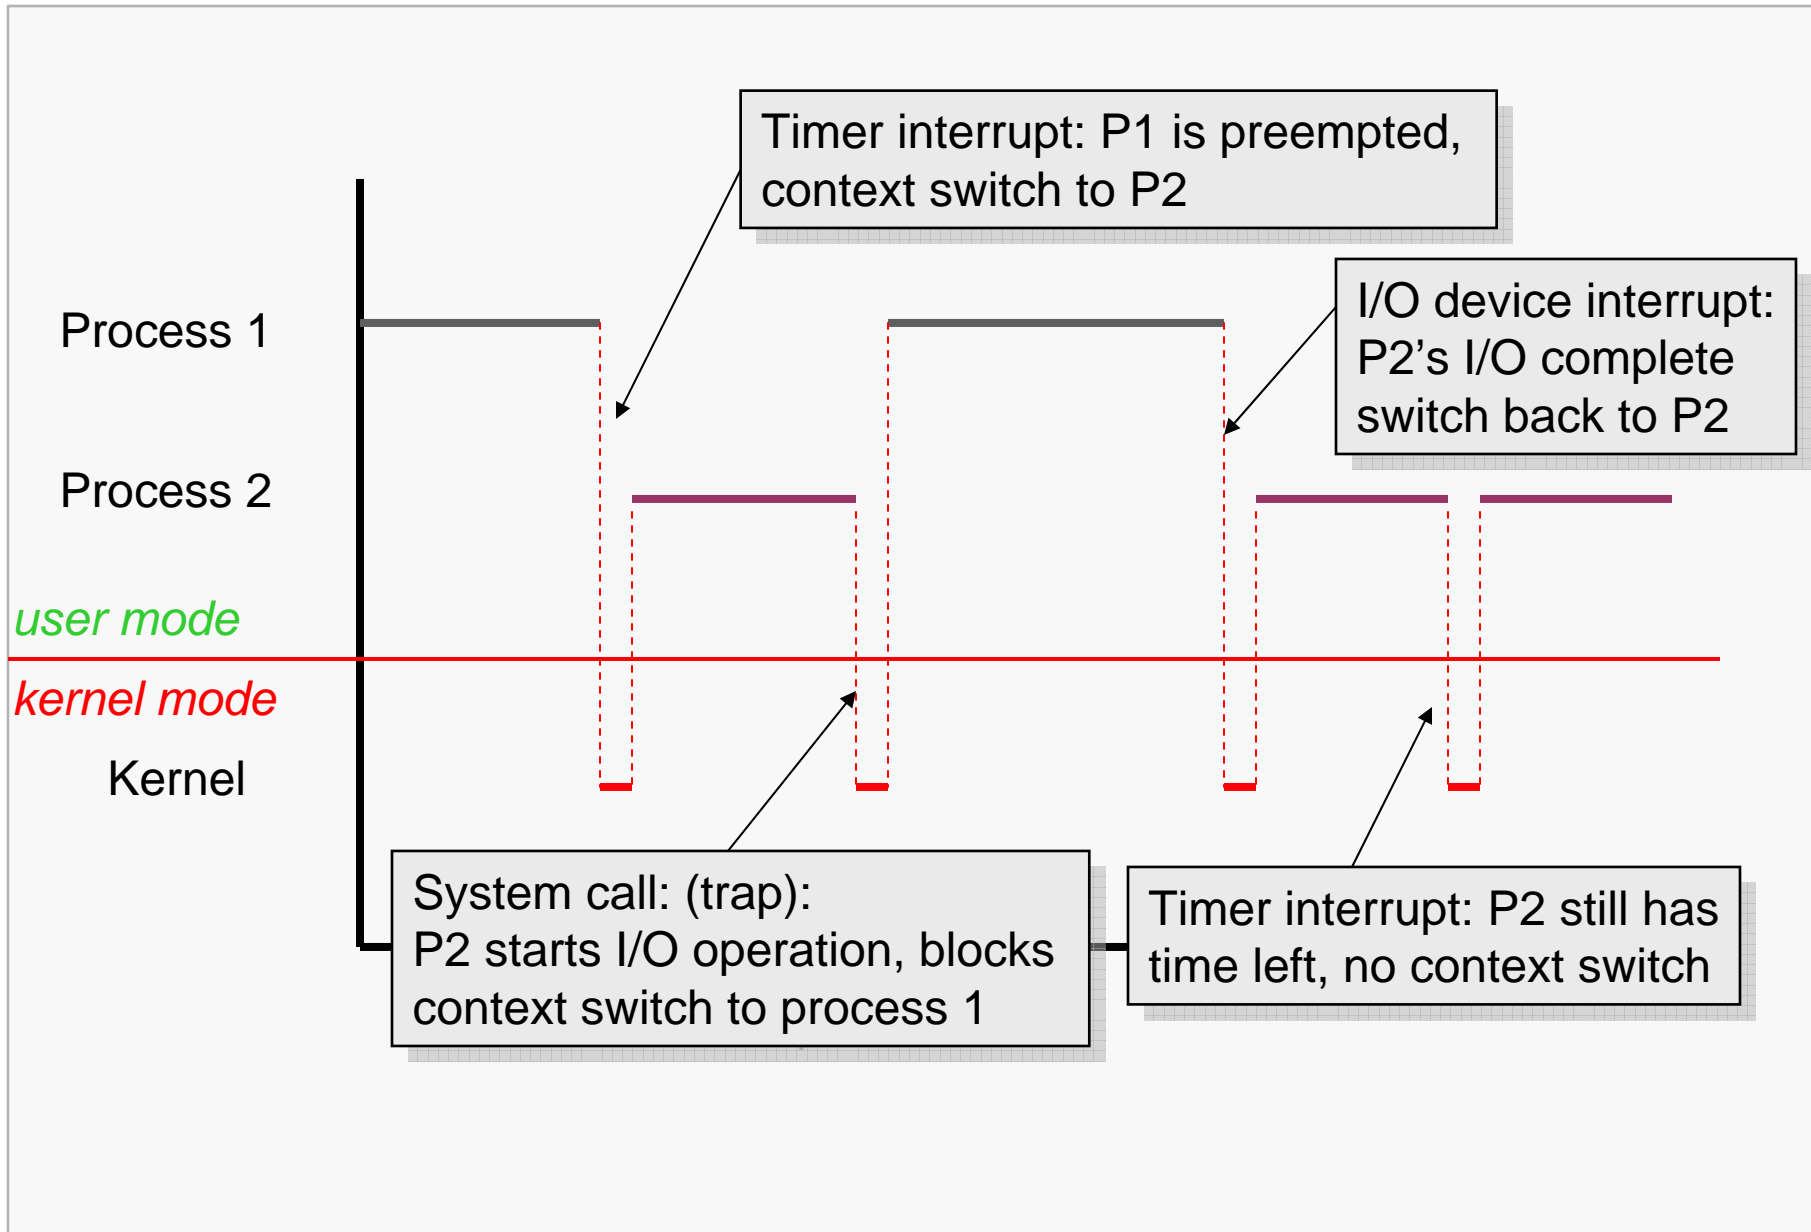 Timer interrupt: P1 is preempted,
context switch to P2
I/O device interrupt:
P2’s I/O complete
switch back to P2
Process 1
Process 2
user mode
kernel mode
Kernel
System call: (trap):
P2 starts I/O operation, blocks
context switch to process 1
Timer interrupt: P2 still has
time left, no context switch